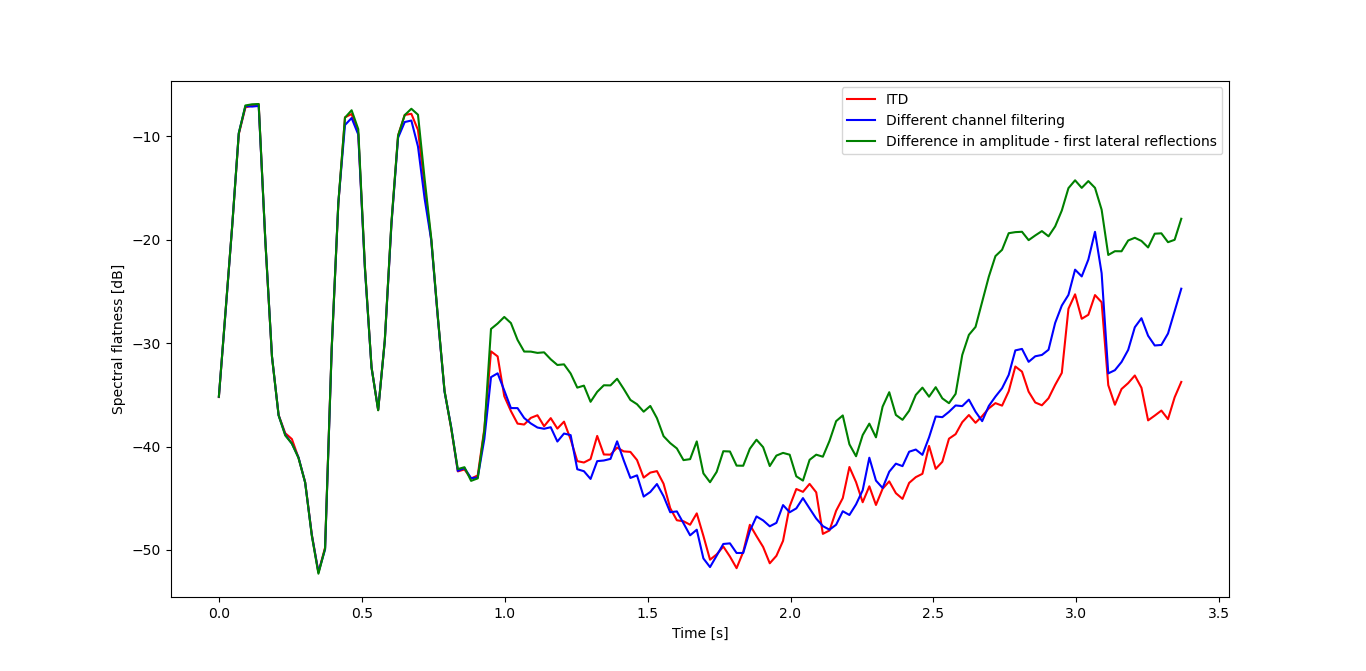 ITD
Different channel filtering
Difference in amplitude - first lateral reflections
Spectral flatness [dB]
−10
−20
−30
−40
−50
0.0 0.5 1.0 1.5 2.0 2.5 3.0 3.5
Time [s]